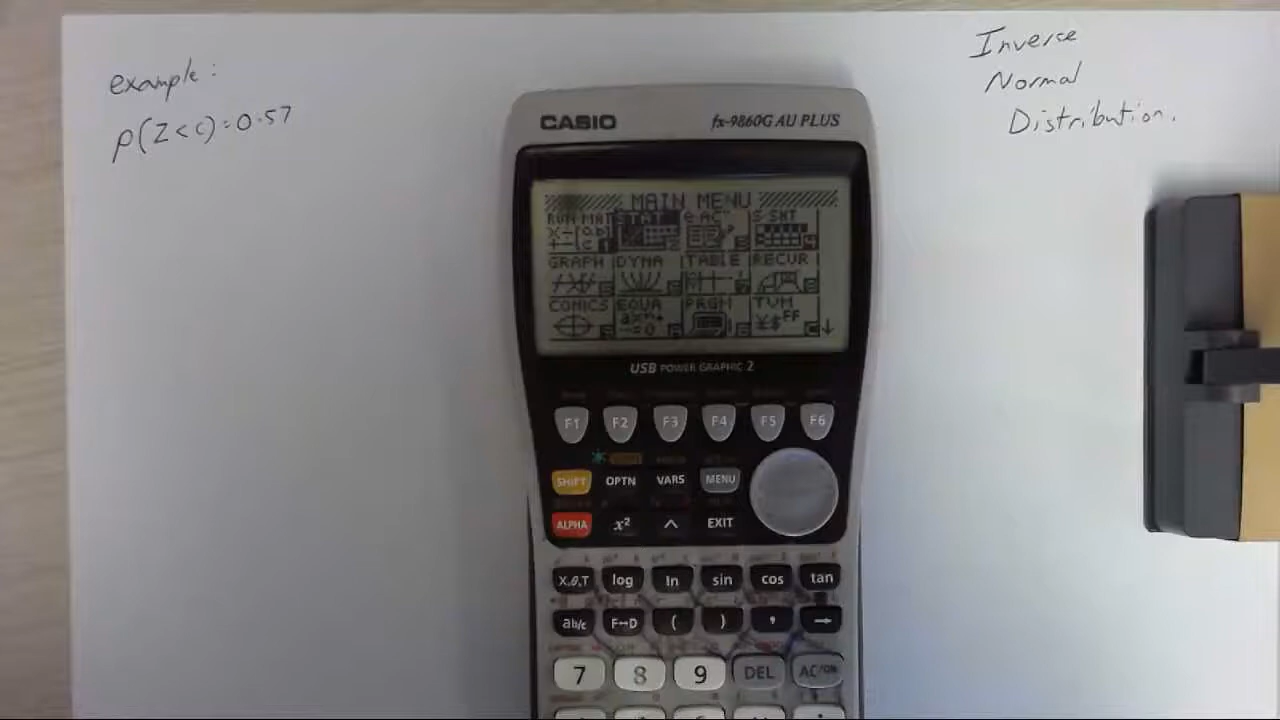 example:
P(Z<c)=0.57
Inverse
Normal
Distribution.
CASIO
fx-9860G AU PLUS
MAIN MENU
RUN·MAT STAT e·ACT S·SHT
GRAPH DYNA TABLE RECUR
CONICS EQUA PRGM TVM
USB POWER GRAPHIC 2
F1 F2 F3 F4 F5 F6
SHIFT OPTN VARS MENU
ALPHA x² ^ EXIT
X,θ,T log ln sin cos tan
ab/c F↔D ( ) , →
7 8 9 DEL AC/ON